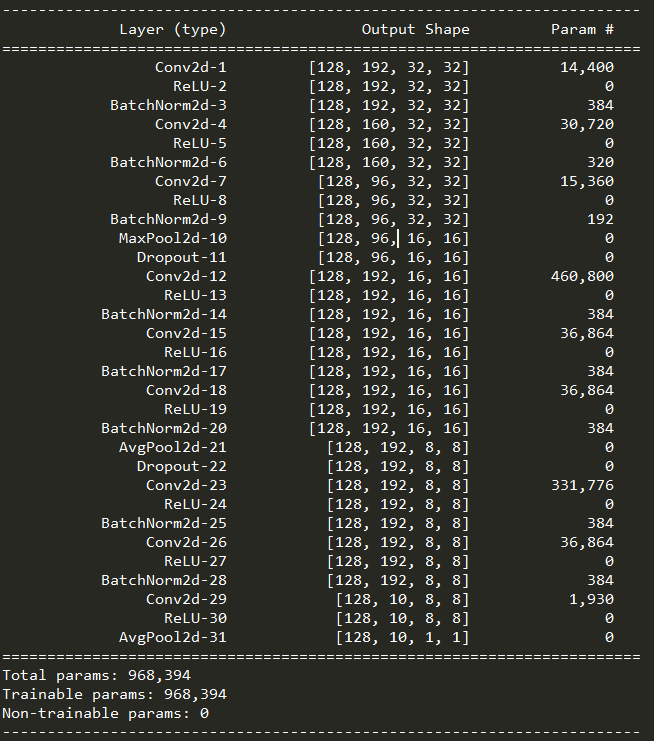 ----------------------------------------------------------------
Layer (type) Output Shape Param #
================================================================
Conv2d-1 [128, 192, 32, 32] 14,400
ReLU-2 [128, 192, 32, 32] 0
BatchNorm2d-3 [128, 192, 32, 32] 384
Conv2d-4 [128, 160, 32, 32] 30,720
ReLU-5 [128, 160, 32, 32] 0
BatchNorm2d-6 [128, 160, 32, 32] 320
Conv2d-7 [128, 96, 32, 32] 15,360
ReLU-8 [128, 96, 32, 32] 0
BatchNorm2d-9 [128, 96, 32, 32] 192
MaxPool2d-10 [128, 96, 16, 16] 0
Dropout-11 [128, 96, 16, 16] 0
Conv2d-12 [128, 192, 16, 16] 460,800
ReLU-13 [128, 192, 16, 16] 0
BatchNorm2d-14 [128, 192, 16, 16] 384
Conv2d-15 [128, 192, 16, 16] 36,864
ReLU-16 [128, 192, 16, 16] 0
BatchNorm2d-17 [128, 192, 16, 16] 384
Conv2d-18 [128, 192, 16, 16] 36,864
ReLU-19 [128, 192, 16, 16] 0
BatchNorm2d-20 [128, 192, 16, 16] 384
AvgPool2d-21 [128, 192, 8, 8] 0
Dropout-22 [128, 192, 8, 8] 0
Conv2d-23 [128, 192, 8, 8] 331,776
ReLU-24 [128, 192, 8, 8] 0
BatchNorm2d-25 [128, 192, 8, 8] 384
Conv2d-26 [128, 192, 8, 8] 36,864
ReLU-27 [128, 192, 8, 8] 0
BatchNorm2d-28 [128, 192, 8, 8] 384
Conv2d-29 [128, 10, 8, 8] 1,930
ReLU-30 [128, 10, 8, 8] 0
AvgPool2d-31 [128, 10, 1, 1] 0
================================================================
Total params: 968,394
Trainable params: 968,394
Non-trainable params: 0
----------------------------------------------------------------